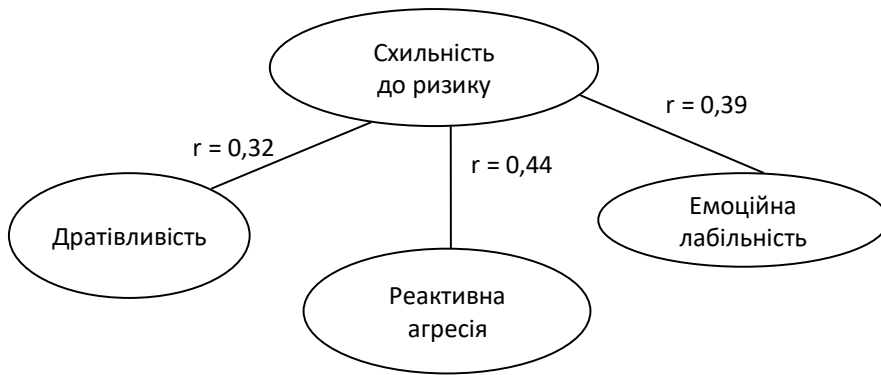 Схильність
до ризику
r = 0,39
r = 0,32
r = 0,44
Емоційна
лабільність
Дратівливість
Реактивна
агресія